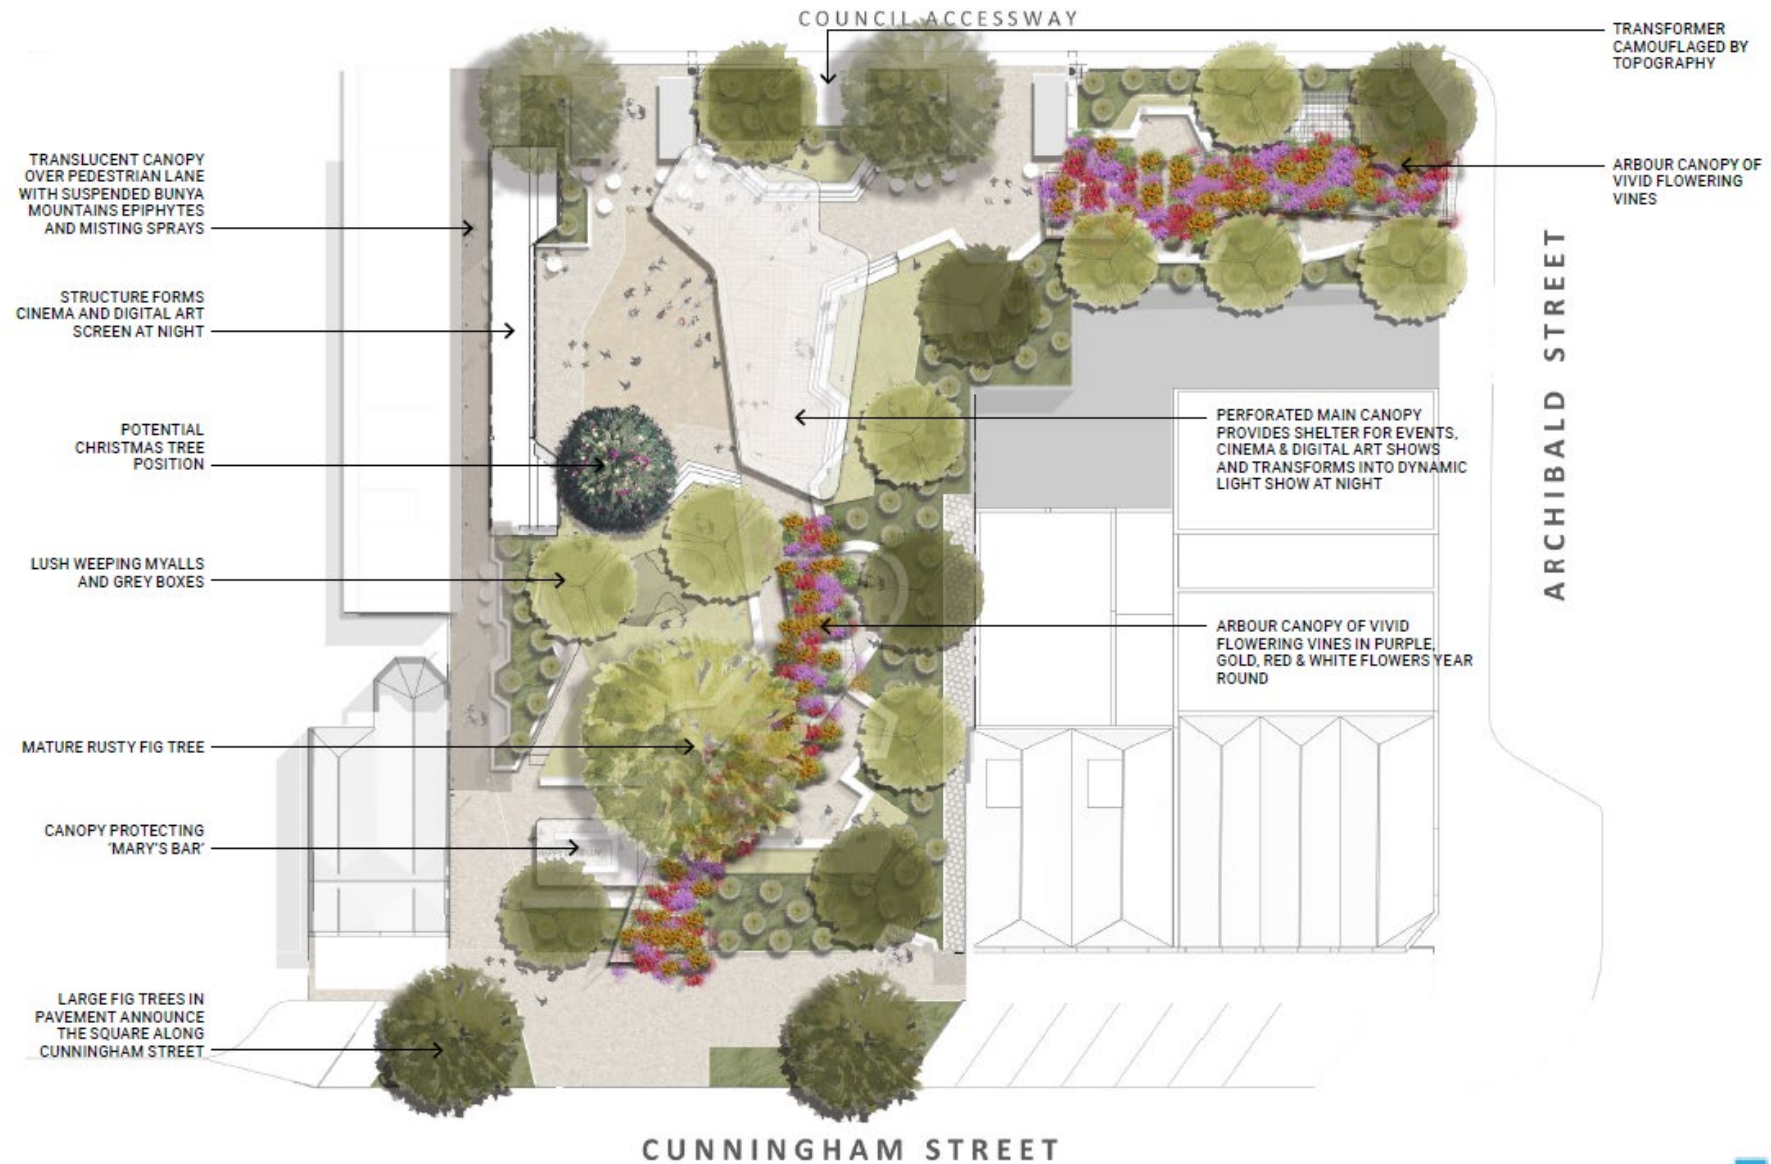 COUNCIL ACCESSWAY
TRANSFORMER
CAMOUFLAGED BY
TOPOGRAPHY
TRANSLUCENT CANOPY
OVER PEDESTRIAN LANE
WITH SUSPENDED BUNYA
MOUNTAINS EPIPHYTES
AND MISTING SPRAYS
ARBOUR CANOPY OF
VIVID FLOWERING
VINES
STRUCTURE FORMS
CINEMA AND DIGITAL ART
SCREEN AT NIGHT
ARCHIBALD STREET
POTENTIAL
CHRISTMAS TREE
POSITION
PERFORATED MAIN CANOPY
PROVIDES SHELTER FOR EVENTS,
CINEMA & DIGITAL ART SHOWS
AND TRANSFORMS INTO DYNAMIC
LIGHT SHOW AT NIGHT
LUSH WEEPING MYALLS
AND GREY BOXES
ARBOUR CANOPY OF VIVID
FLOWERING VINES IN PURPLE,
GOLD, RED & WHITE FLOWERS YEAR
ROUND
MATURE RUSTY FIG TREE
CANOPY PROTECTING
'MARY'S BAR'
LARGE FIG TREES IN
PAVEMENT ANNOUNCE
THE SQUARE ALONG
CUNNINGHAM STREET
CUNNINGHAM STREET